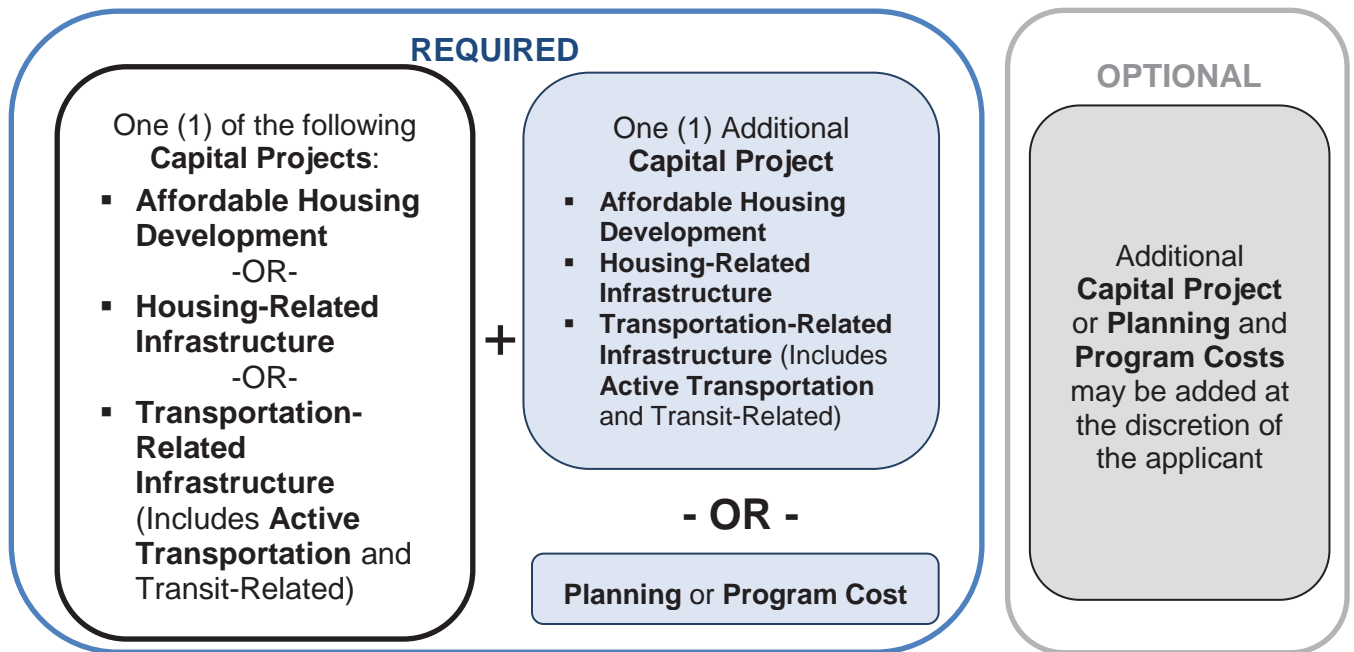 REQUIRED
One (1) of the following
Capital Projects:
▪ Affordable Housing
Development
-OR-
▪ Housing-Related
Infrastructure
-OR-
▪ Transportation-
Related
Infrastructure
(Includes Active
Transportation and
Transit-Related)
+
One (1) Additional
Capital Project
▪ Affordable Housing
Development
▪ Housing-Related
Infrastructure
▪ Transportation-Related
Infrastructure (Includes
Active Transportation
and Transit-Related)
- OR -
Planning or Program Cost
OPTIONAL
Additional
Capital Project
or Planning and
Program Costs
may be added at
the discretion of
the applicant